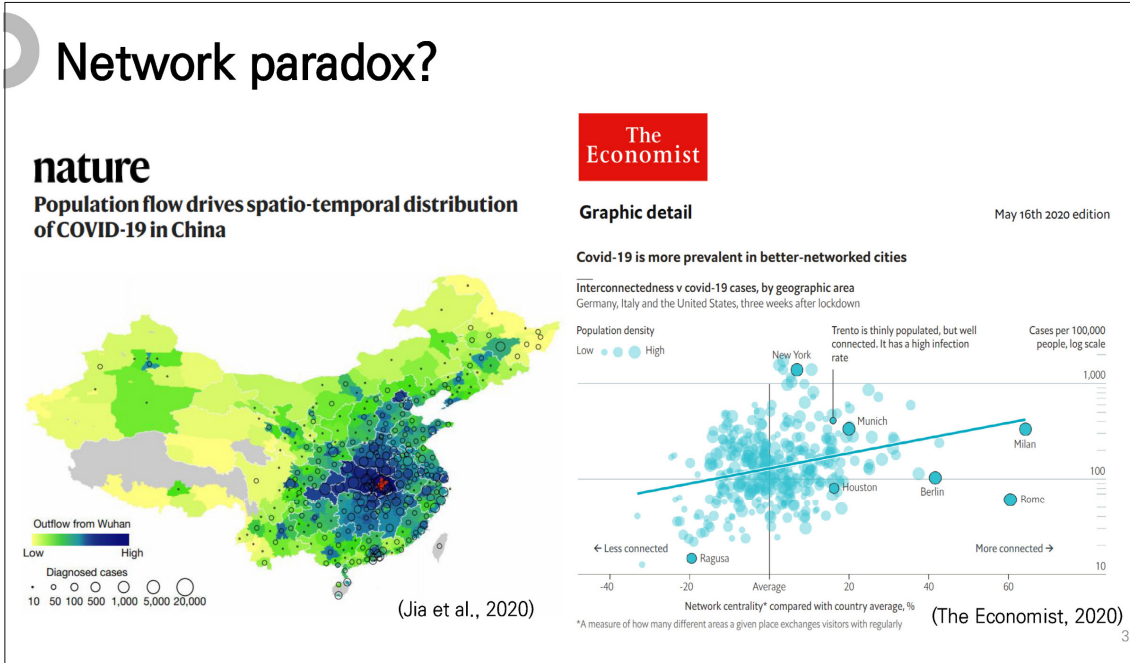 Network paradox?
nature
Population flow drives spatio-temporal distribution
of COVID-19 in China
Outflow from Wuhan
Low High
Diagnosed cases
10 50 100 500 1,000 5,000 20,000
(Jia et al., 2020)
The
Economist
Graphic detail
May 16th 2020 edition
Covid-19 is more prevalent in better-networked cities
Interconnectedness v covid-19 cases, by geographic area
Germany, Italy and the United States, three weeks after lockdown
Population density
Low High
Trento is thinly populated, but well
connected. It has a high infection
rate
Cases per 100,000
people, log scale
New York
1,000
Munich
Milan
100
Houston
Berlin
Rome
← Less connected
More connected →
Ragusa
10
-40 -20 Average 20 40 60
Network centrality* compared with country average, %
*A measure of how many different areas a given place exchanges visitors with regularly
(The Economist, 2020)
3